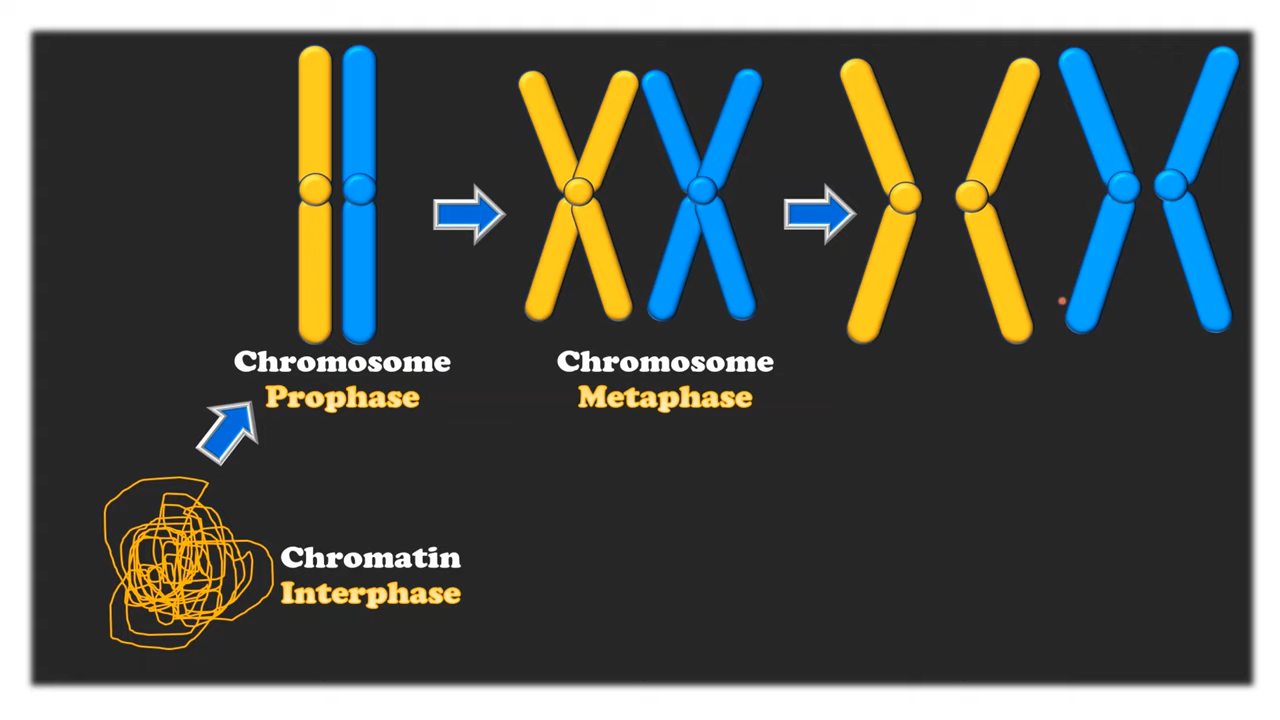 Chromosome
Prophase
Chromosome
Metaphase
Chromatin
Interphase